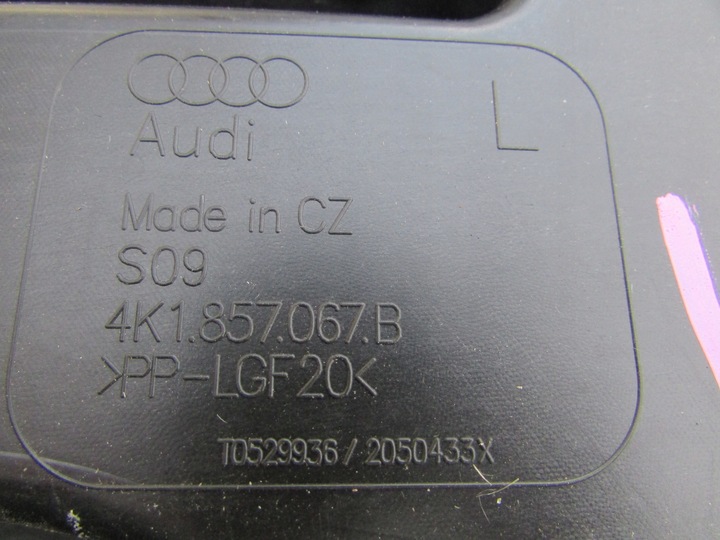 Audi L
Made in CZ
S09
4K1.857.067.B
>PP-LGF20<
T0529936 / 2050433X